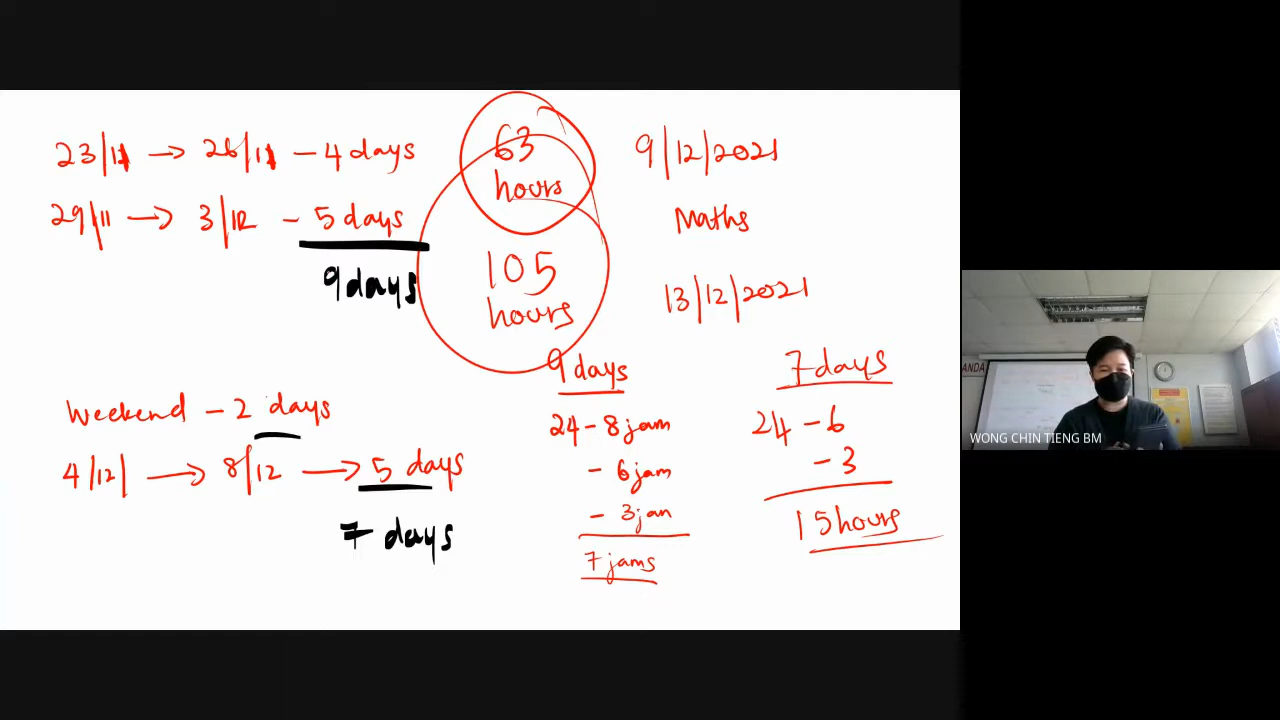 23/11 → 26/11 – 4 days
29/11 → 3/12 – 5 days
9 days
63
hours
105
hours
9/12/2021
Maths
13/12/2021
Weekend – 2 days
4/12 → 8/12 → 5 days
7 days
9 days
24 – 8 jam
– 6 jam
– 3 jam
7 jams
7 days
24 – 6
– 3
15 hours
ANDA
WONG CHIN TIENG BM